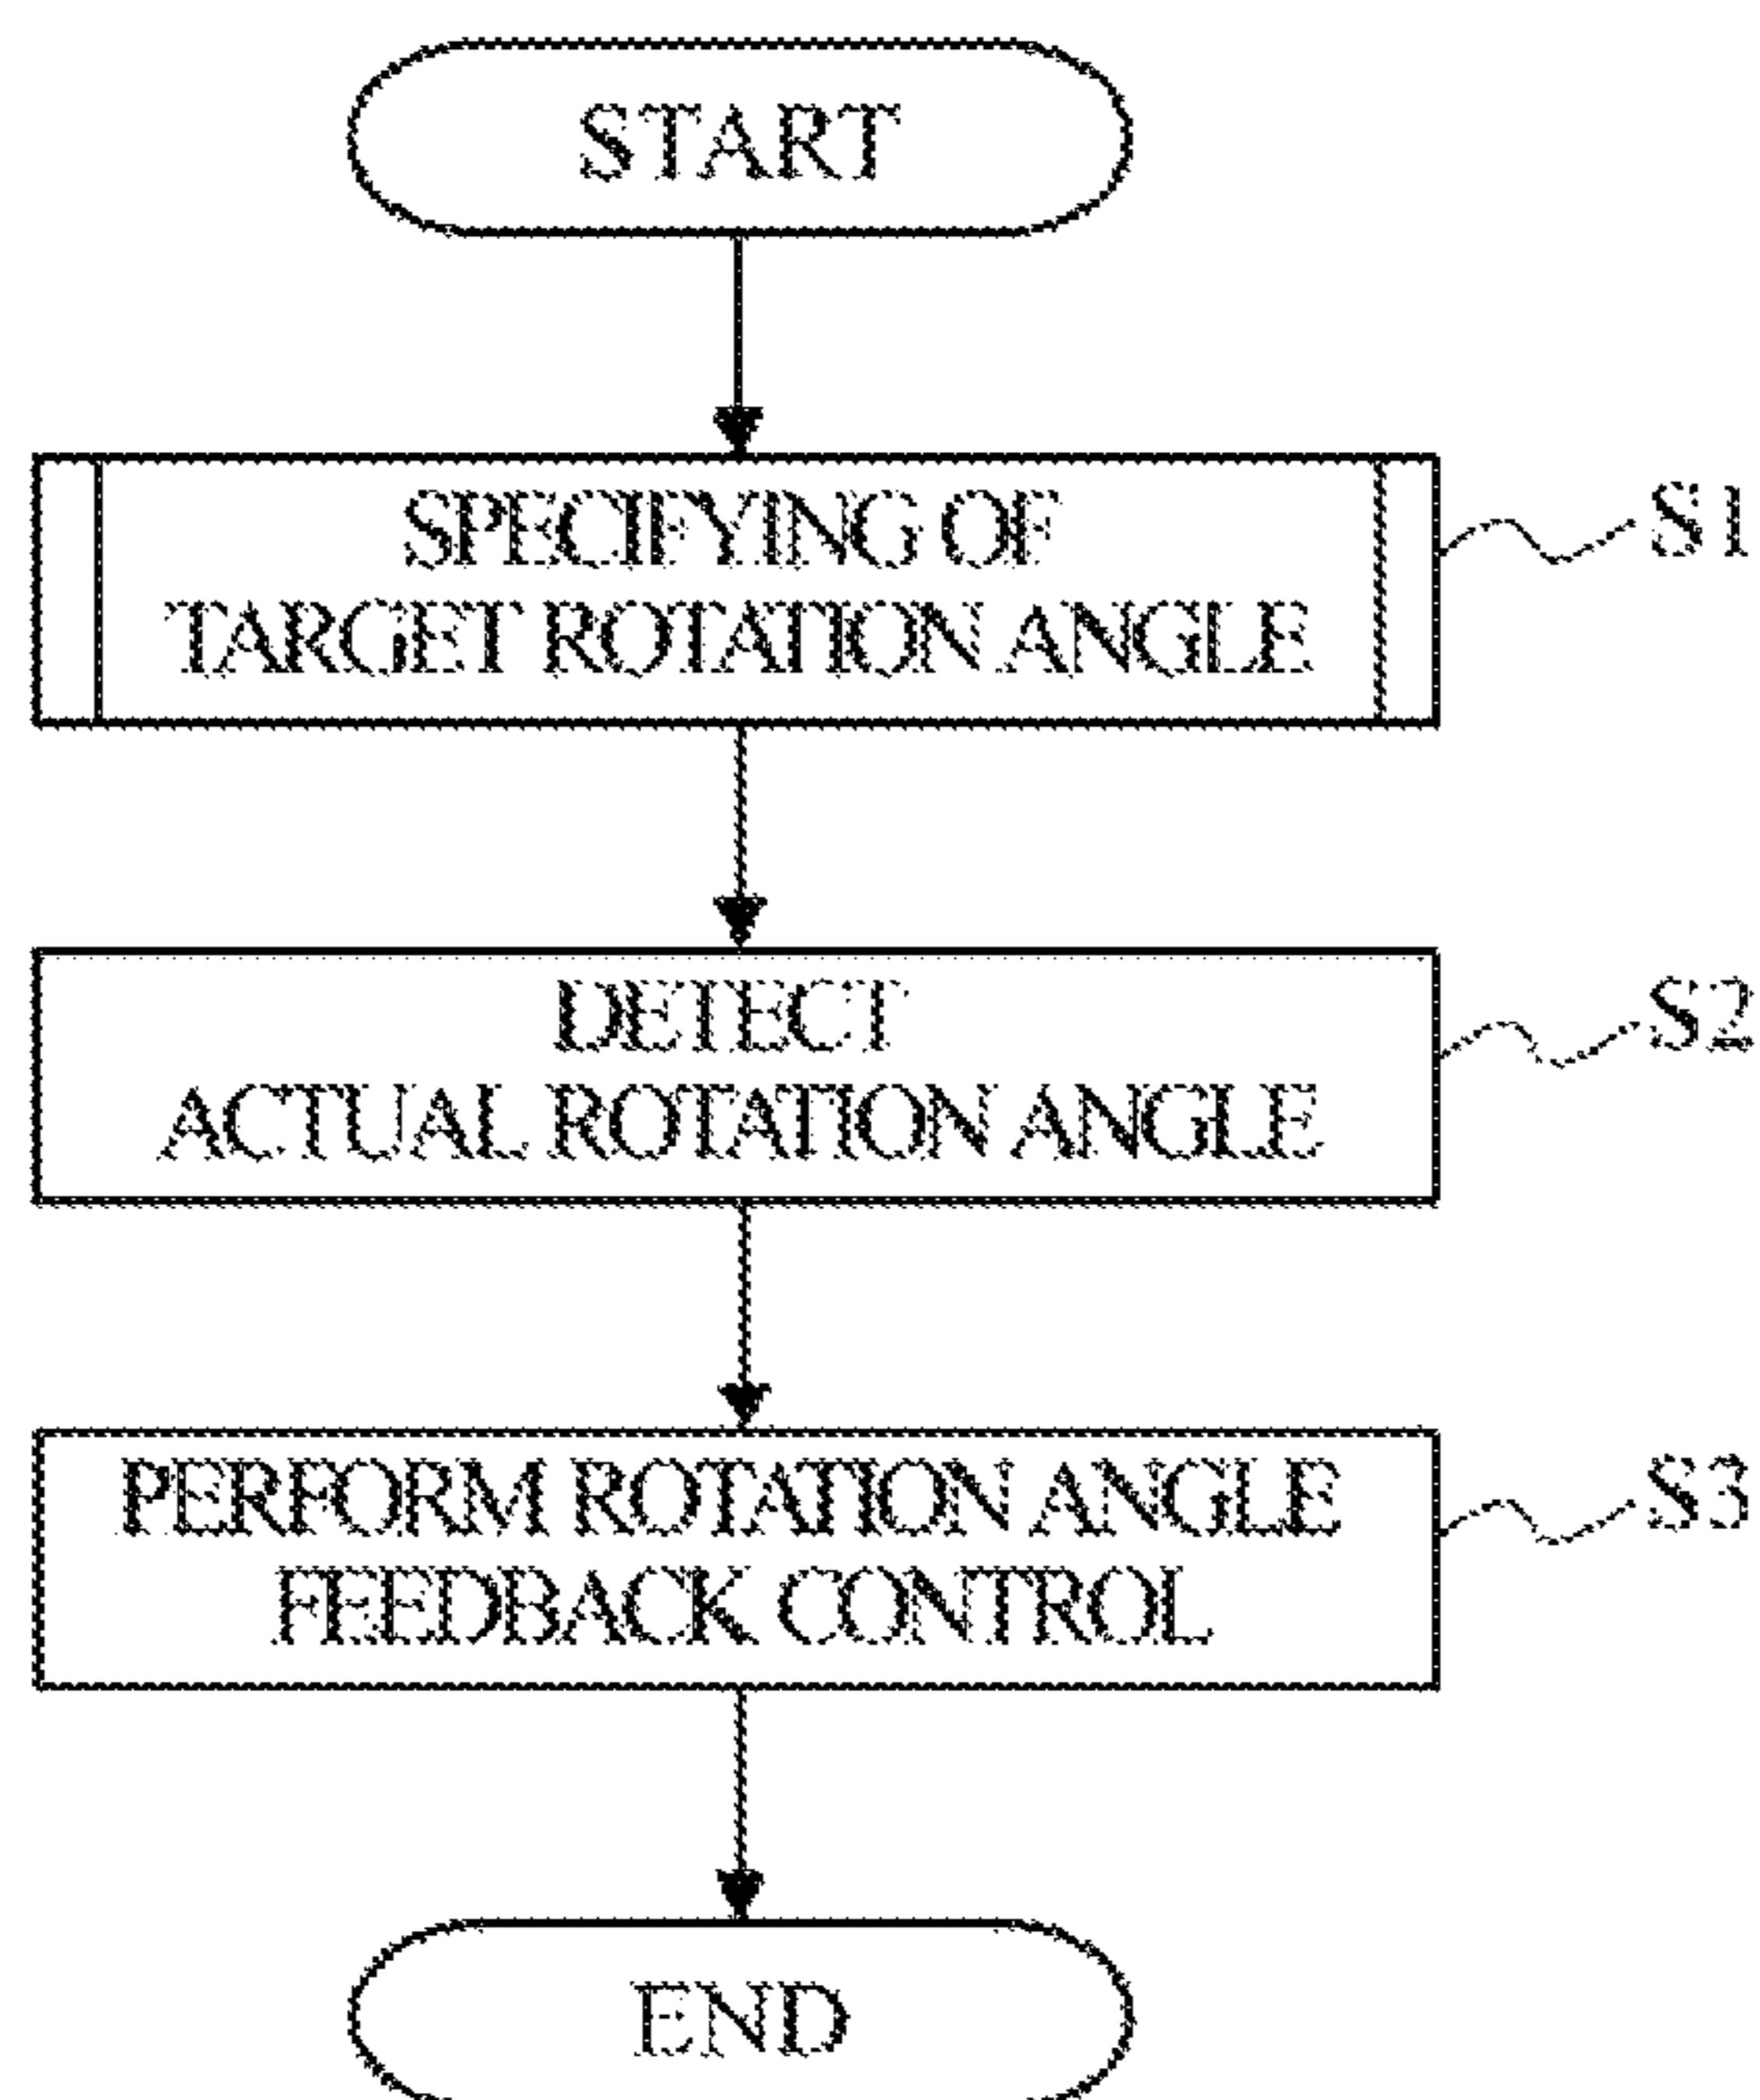 START
SPECIFYING OF
TARGET ROTATION ANGLE
S1
DETECT
ACTUAL ROTATION ANGLE
S2
PERFORM ROTATION ANGLE
FEEDBACK CONTROL
S3
END